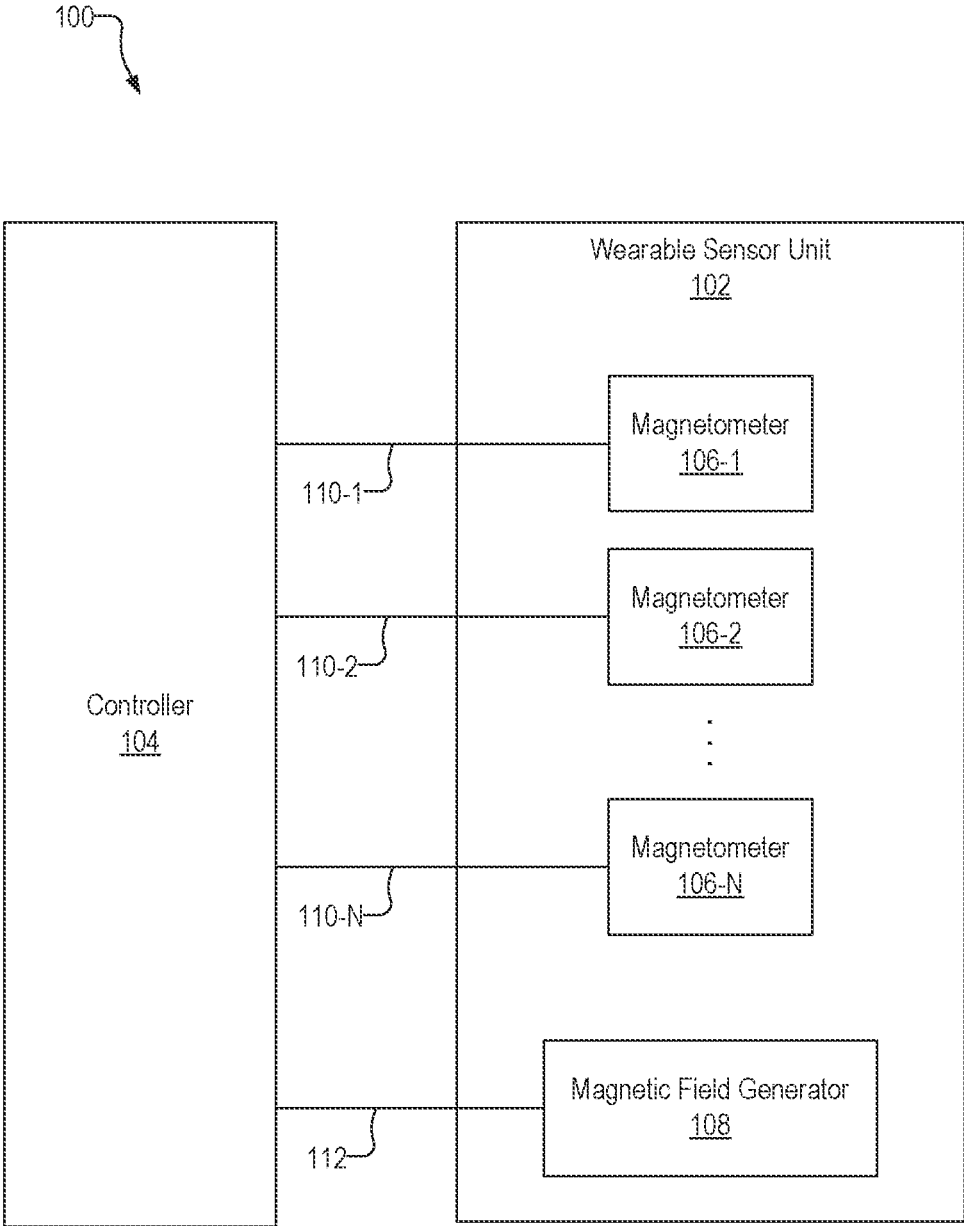 100
Wearable Sensor Unit
102
Magnetometer
106-1
110-1
Magnetometer
106-2
110-2
Controller
104
Magnetometer
106-N
110-N
Magnetic Field Generator
108
112